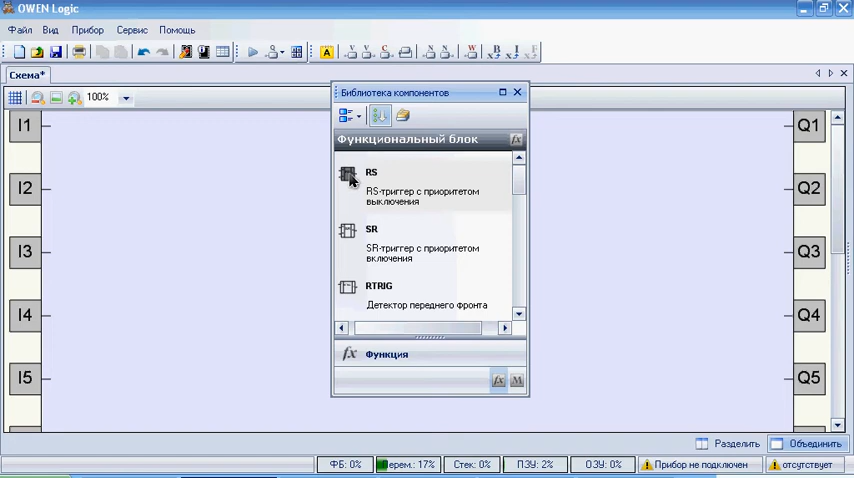 OWEN Logic
Файл Вид Прибор Сервис Помощь
Схема*
100%
Библиотека компонентов
Функциональный блок
RS
RS-триггер с приоритетом
выключения
SR
SR-триггер с приоритетом
включения
RTRIG
Детектор переднего фронта
fx Функция
fx M
I1
I2
I3
I4
I5
Q1
Q2
Q3
Q4
Q5
Разделить Объединить
ФБ: 0% Перем.: 17% Стек: 0% ПЗУ: 2% ОЗУ: 0% Прибор не подключен отсутствует